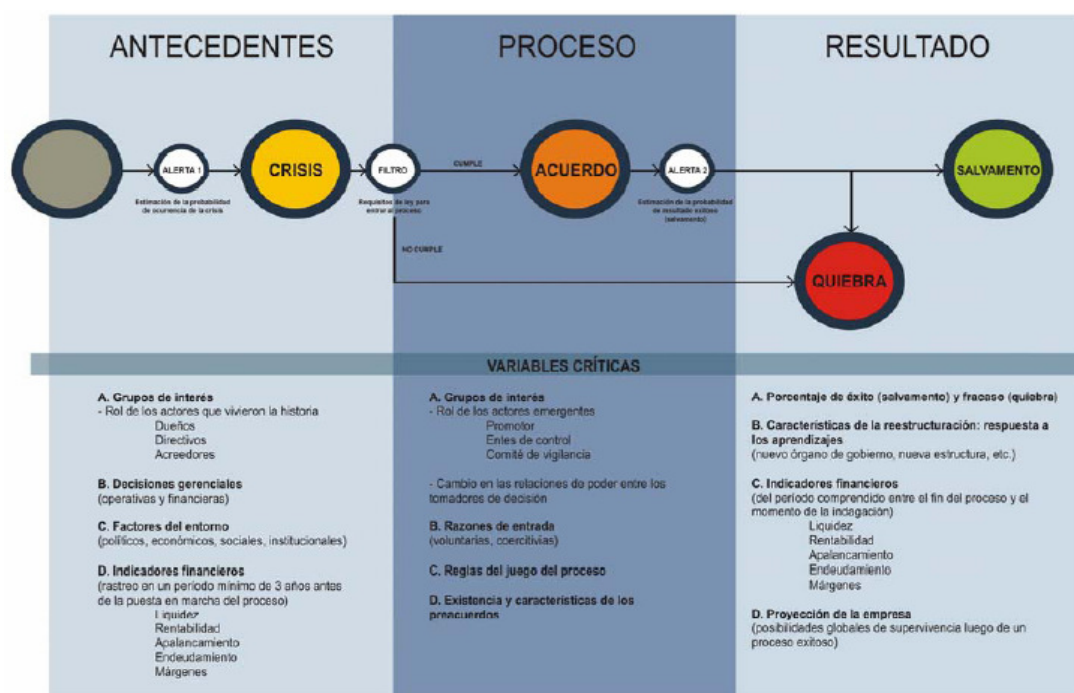 ANTECEDENTES
PROCESO
RESULTADO
ALERTA 1
Estimación de la probabilidad
de ocurrencia de la crisis
CRISIS
FILTRO
Requisitos de ley para
entrar al proceso
CUMPLE
NO CUMPLE
ACUERDO
ALERTA 2
Estimación de la probabilidad
de resultado exitoso
(salvamento)
SALVAMENTO
QUIEBRA
VARIABLES CRÍTICAS
A. Grupos de interés
- Rol de los actores que vivieron la historia
Dueños
Directivos
Acreedores
B. Decisiones gerenciales
(operativas y financieras)
C. Factores del entorno
(políticos, económicos, sociales, institucionales)
D. Indicadores financieros
(rastreo en un período mínimo de 3 años antes
de la puesta en marcha del proceso)
Liquidez
Rentabilidad
Apalancamiento
Endeudamiento
Márgenes
A. Grupos de interés
- Rol de los actores emergentes
Promotor
Entes de control
Comité de vigilancia
- Cambio en las relaciones de poder entre los
tomadores de decisión
B. Razones de entrada
(voluntarias, coercitivias)
C. Reglas del juego del proceso
D. Existencia y características de los
preacuerdos
A. Porcentaje de éxito (salvamento) y fracaso (quiebra)
B. Características de la reestructuración: respuesta a
los aprendizajes
(nuevo órgano de gobierno, nueva estructura, etc.)
C. Indicadores financieros
(del período comprendido entre el fin del proceso y el
momento de la indagación)
Liquidez
Rentabilidad
Apalancamiento
Endeudamiento
Márgenes
D. Proyección de la empresa
(posibilidades globales de supervivencia luego de un
proceso exitoso)